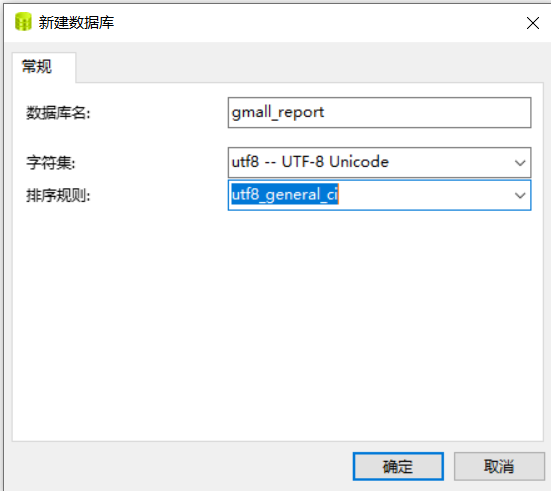 新建数据库
常规
数据库名: gmall_report
字符集: utf8 -- UTF-8 Unicode
排序规则: utf8_general_ci
确定 取消